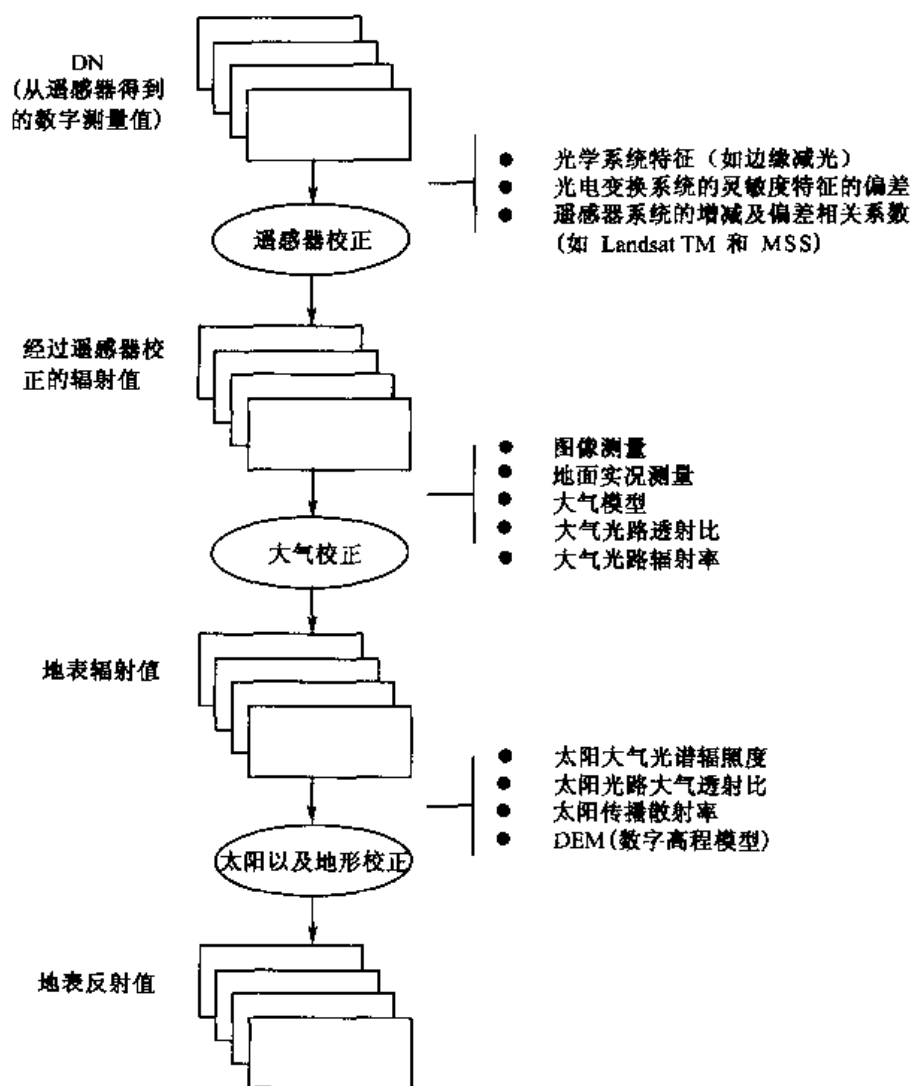 DN
(从遥感器得到
的数字测量值)
光学系统特征（如边缘减光）
光电变换系统的灵敏度特征的偏差
遥感器系统的增减及偏差相关系数
(如 Landsat TM 和 MSS)
遥感器校正
经过遥感器校
正的辐射值
图像测量
地面实况测量
大气模型
大气光路透射比
大气光路辐射率
大气校正
地表辐射值
太阳大气光谱辐照度
太阳光路大气透射比
太阳传播散射率
DEM(数字高程模型)
太阳以及地形校正
地表反射值